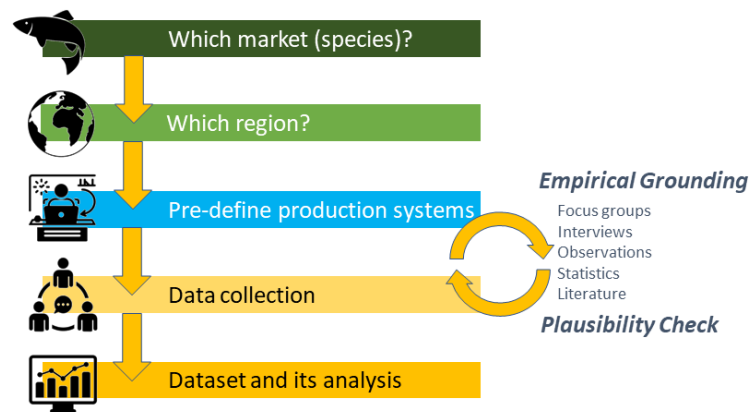 Which market (species)?
Which region?
Pre-define production systems
Data collection
Dataset and its analysis
Empirical Grounding
Focus groups
Interviews
Observations
Statistics
Literature
Plausibility Check